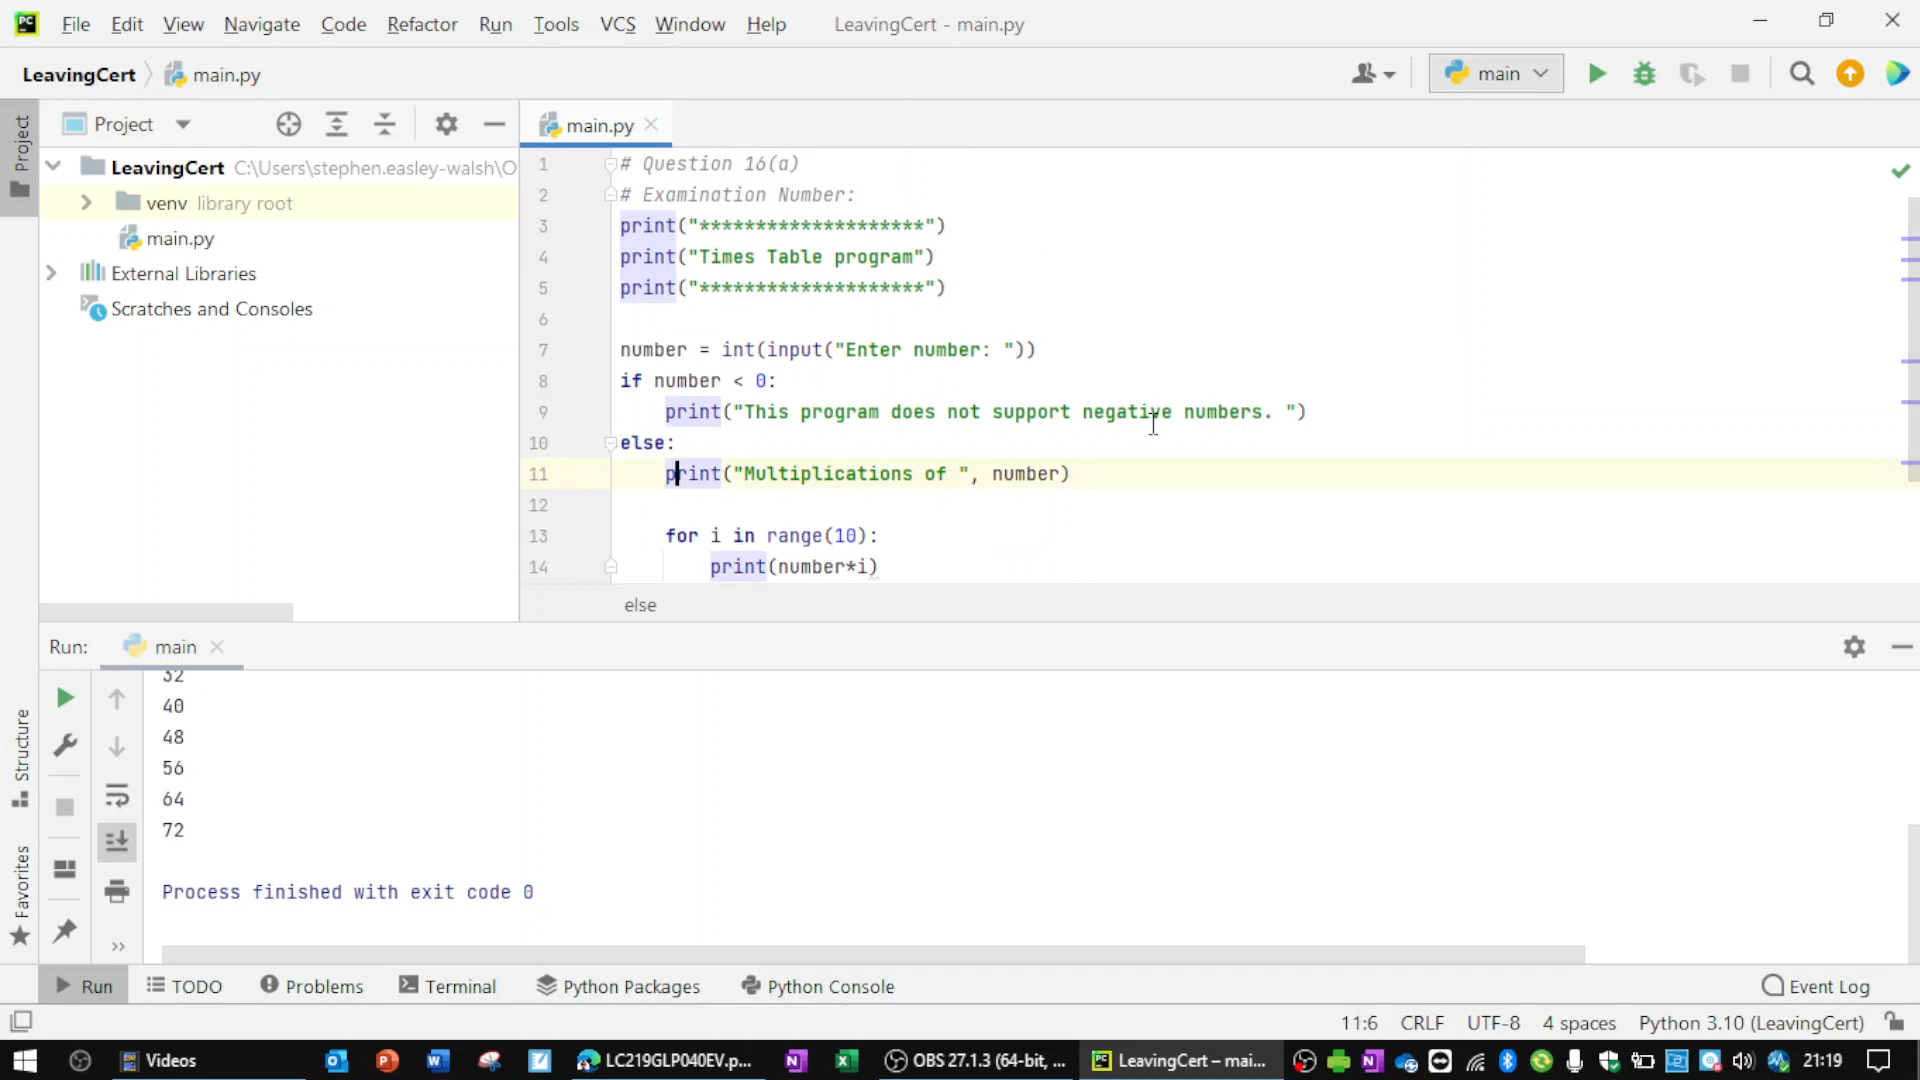 PC File Edit View Navigate Code Refactor Run Tools VCS Window Help LeavingCert - main.py
LeavingCert main.py main
Project
Project main.py
LeavingCert C:\Users\stephen.easley-walsh\O
venv library root
main.py
External Libraries
Scratches and Consoles
1 # Question 16(a)
2 # Examination Number:
3 print("********************")
4 print("Times Table program")
5 print("********************")
6
7 number = int(input("Enter number: "))
8 if number < 0:
9 print("This program does not support negative numbers. ")
10 else:
11 print("Multiplications of ", number)
12
13 for i in range(10):
14 print(number*i)
else
Run: main
32
40
48
56
64
72
Process finished with exit code 0
Structure
Favorites
Run TODO Problems Terminal Python Packages Python Console Event Log
11:6 CRLF UTF-8 4 spaces Python 3.10 (LeavingCert)
Videos LC219GLP040EV.p... OBS 27.1.3 (64-bit, ... LeavingCert – mai... 21:19